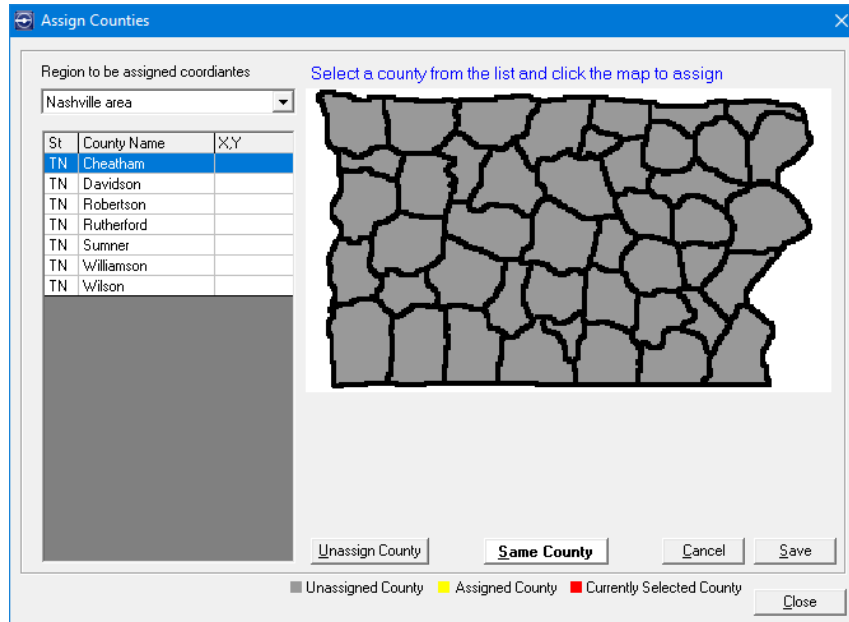 Assign Counties
Region to be assigned coordiantes
Nashville area
Select a county from the list and click the map to assign
St County Name X,Y
TN Cheatham
TN Davidson
TN Robertson
TN Rutherford
TN Sumner
TN Williamson
TN Wilson
Unassign County Same County Cancel Save
Unassigned County Assigned County Currently Selected County
Close